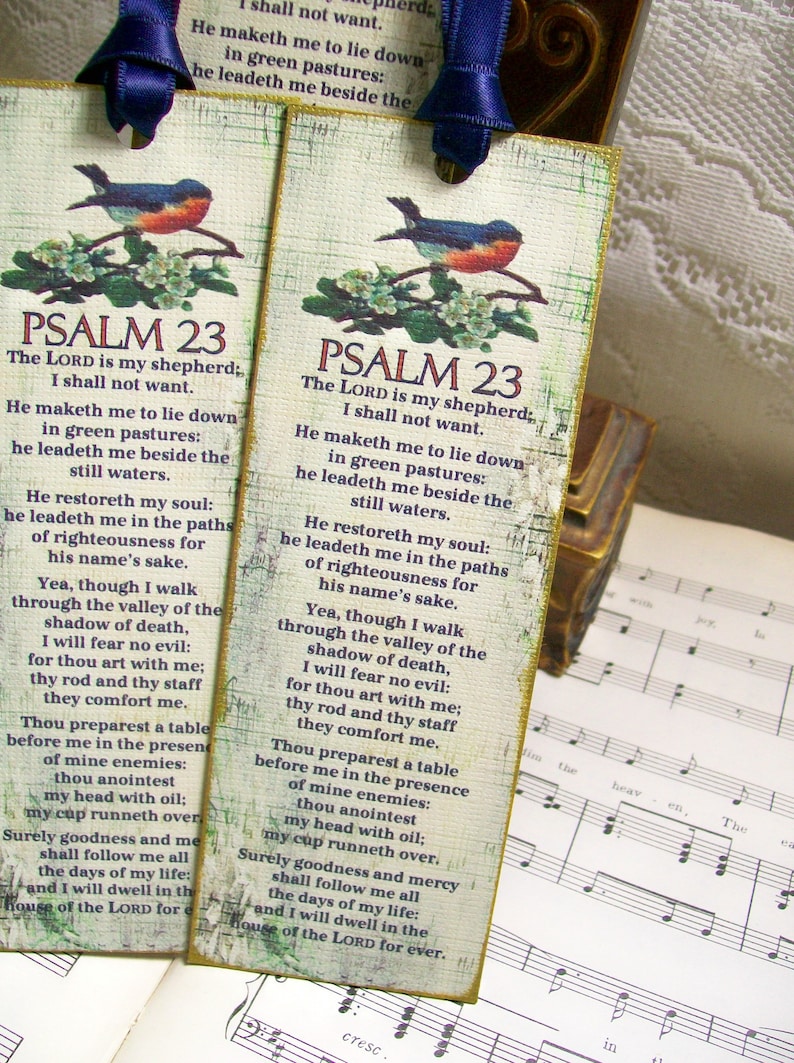 I shall not want.
He maketh me to lie down
in green pastures:
he leadeth me beside the
PSALM 23
The LORD is my shepherd;
I shall not want.
He maketh me to lie down
in green pastures:
he leadeth me beside the
still waters.
He restoreth my soul:
he leadeth me in the paths
of righteousness for
his name's sake.
Yea, though I walk
through the valley of the
shadow of death,
I will fear no evil:
for thou art with me;
thy rod and thy staff
they comfort me.
Thou preparest a table
before me in the presen
of mine enemies:
thou anointest
my head with oil;
my cup runneth over.
Surely goodness and me
shall follow me all
the days of my life:
and I will dwell in th
house of the LORD for e
PSALM 23
The LORD is my shepherd;
I shall not want.
He maketh me to lie down
in green pastures:
he leadeth me beside the
still waters.
He restoreth my soul:
he leadeth me in the paths
of righteousness for
his name's sake.
Yea, though I walk
through the valley of the
shadow of death,
I will fear no evil:
for thou art with me;
thy rod and thy staff
they comfort me.
Thou preparest a table
before me in the presence
of mine enemies:
thou anointest
my head with oil;
my cup runneth over.
Surely goodness and mercy
shall follow me all
the days of my life:
and I will dwell in the
house of the LORD for ever.
with joy, In
the heav - en, The ea
cresc.
in th